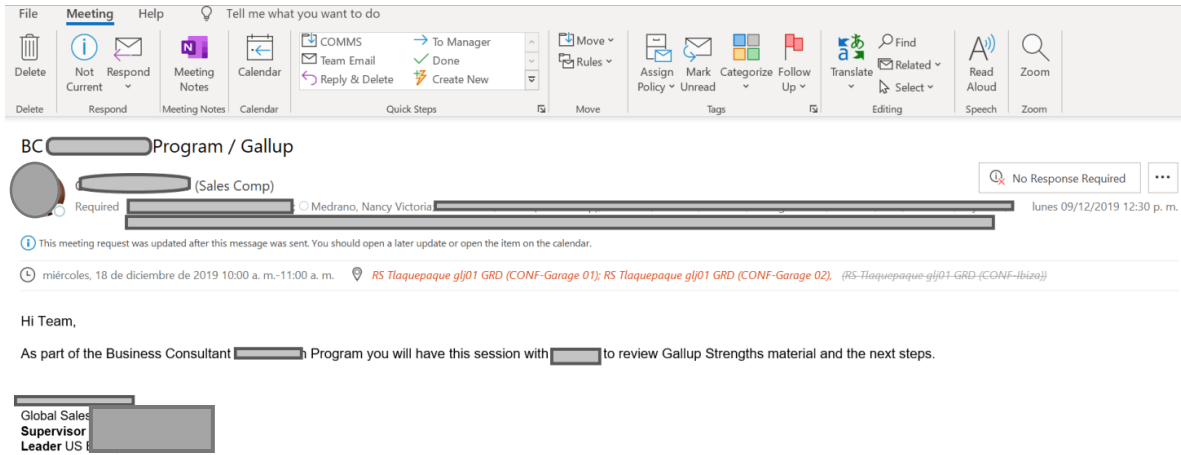 File Meeting Help Tell me what you want to do
Delete
Not Current
Respond
Meeting Notes
Calendar
COMMS
Team Email
Reply & Delete
To Manager
Done
Create New
Move
Rules
Assign Policy
Mark Unread
Categorize
Follow Up
Translate
Find
Related
Select
Read Aloud
Zoom
Delete Respond Meeting Notes Calendar Quick Steps Move Tags Editing Speech Zoom
BC Program / Gallup
(Sales Comp)
No Response Required
Required Medrano, Nancy Victoria; lunes 09/12/2019 12:30 p. m.
This meeting request was updated after this message was sent. You should open a later update or open the item on the calendar.
miércoles, 18 de diciembre de 2019 10:00 a. m.-11:00 a. m. RS Tlaquepaque glj01 GRD (CONF-Garage 01); RS Tlaquepaque glj01 GRD (CONF-Garage 02), (RS Tlaquepaque glj01 GRD (CONF-Ibiza))
Hi Team,
As part of the Business Consultant Program you will have this session with to review Gallup Strengths material and the next steps.
Global Sales
Supervisor
Leader US